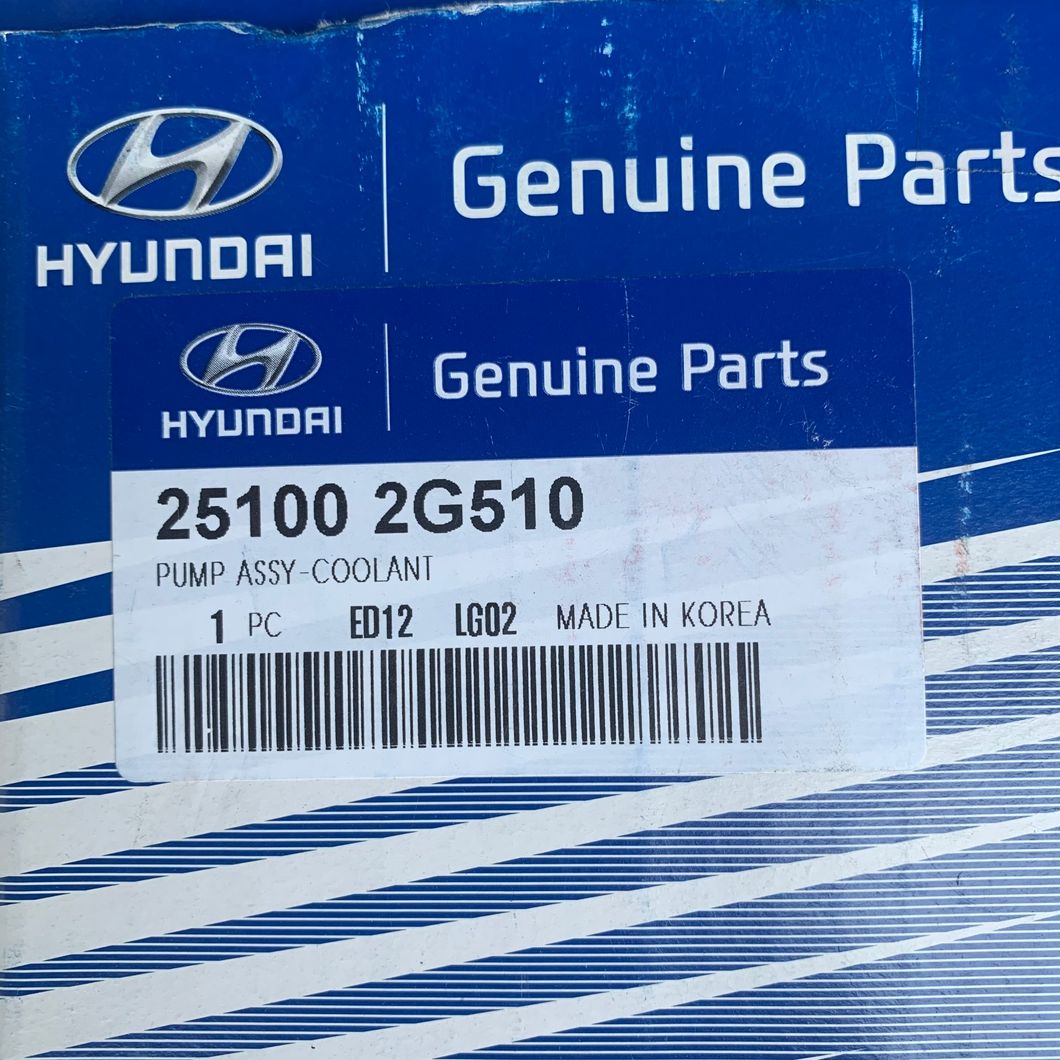 HYUNDAI
Genuine Parts
HYUNDAI
Genuine Parts
25100 2G510
PUMP ASSY-COOLANT
1 PC ED12 LG02 MADE IN KOREA